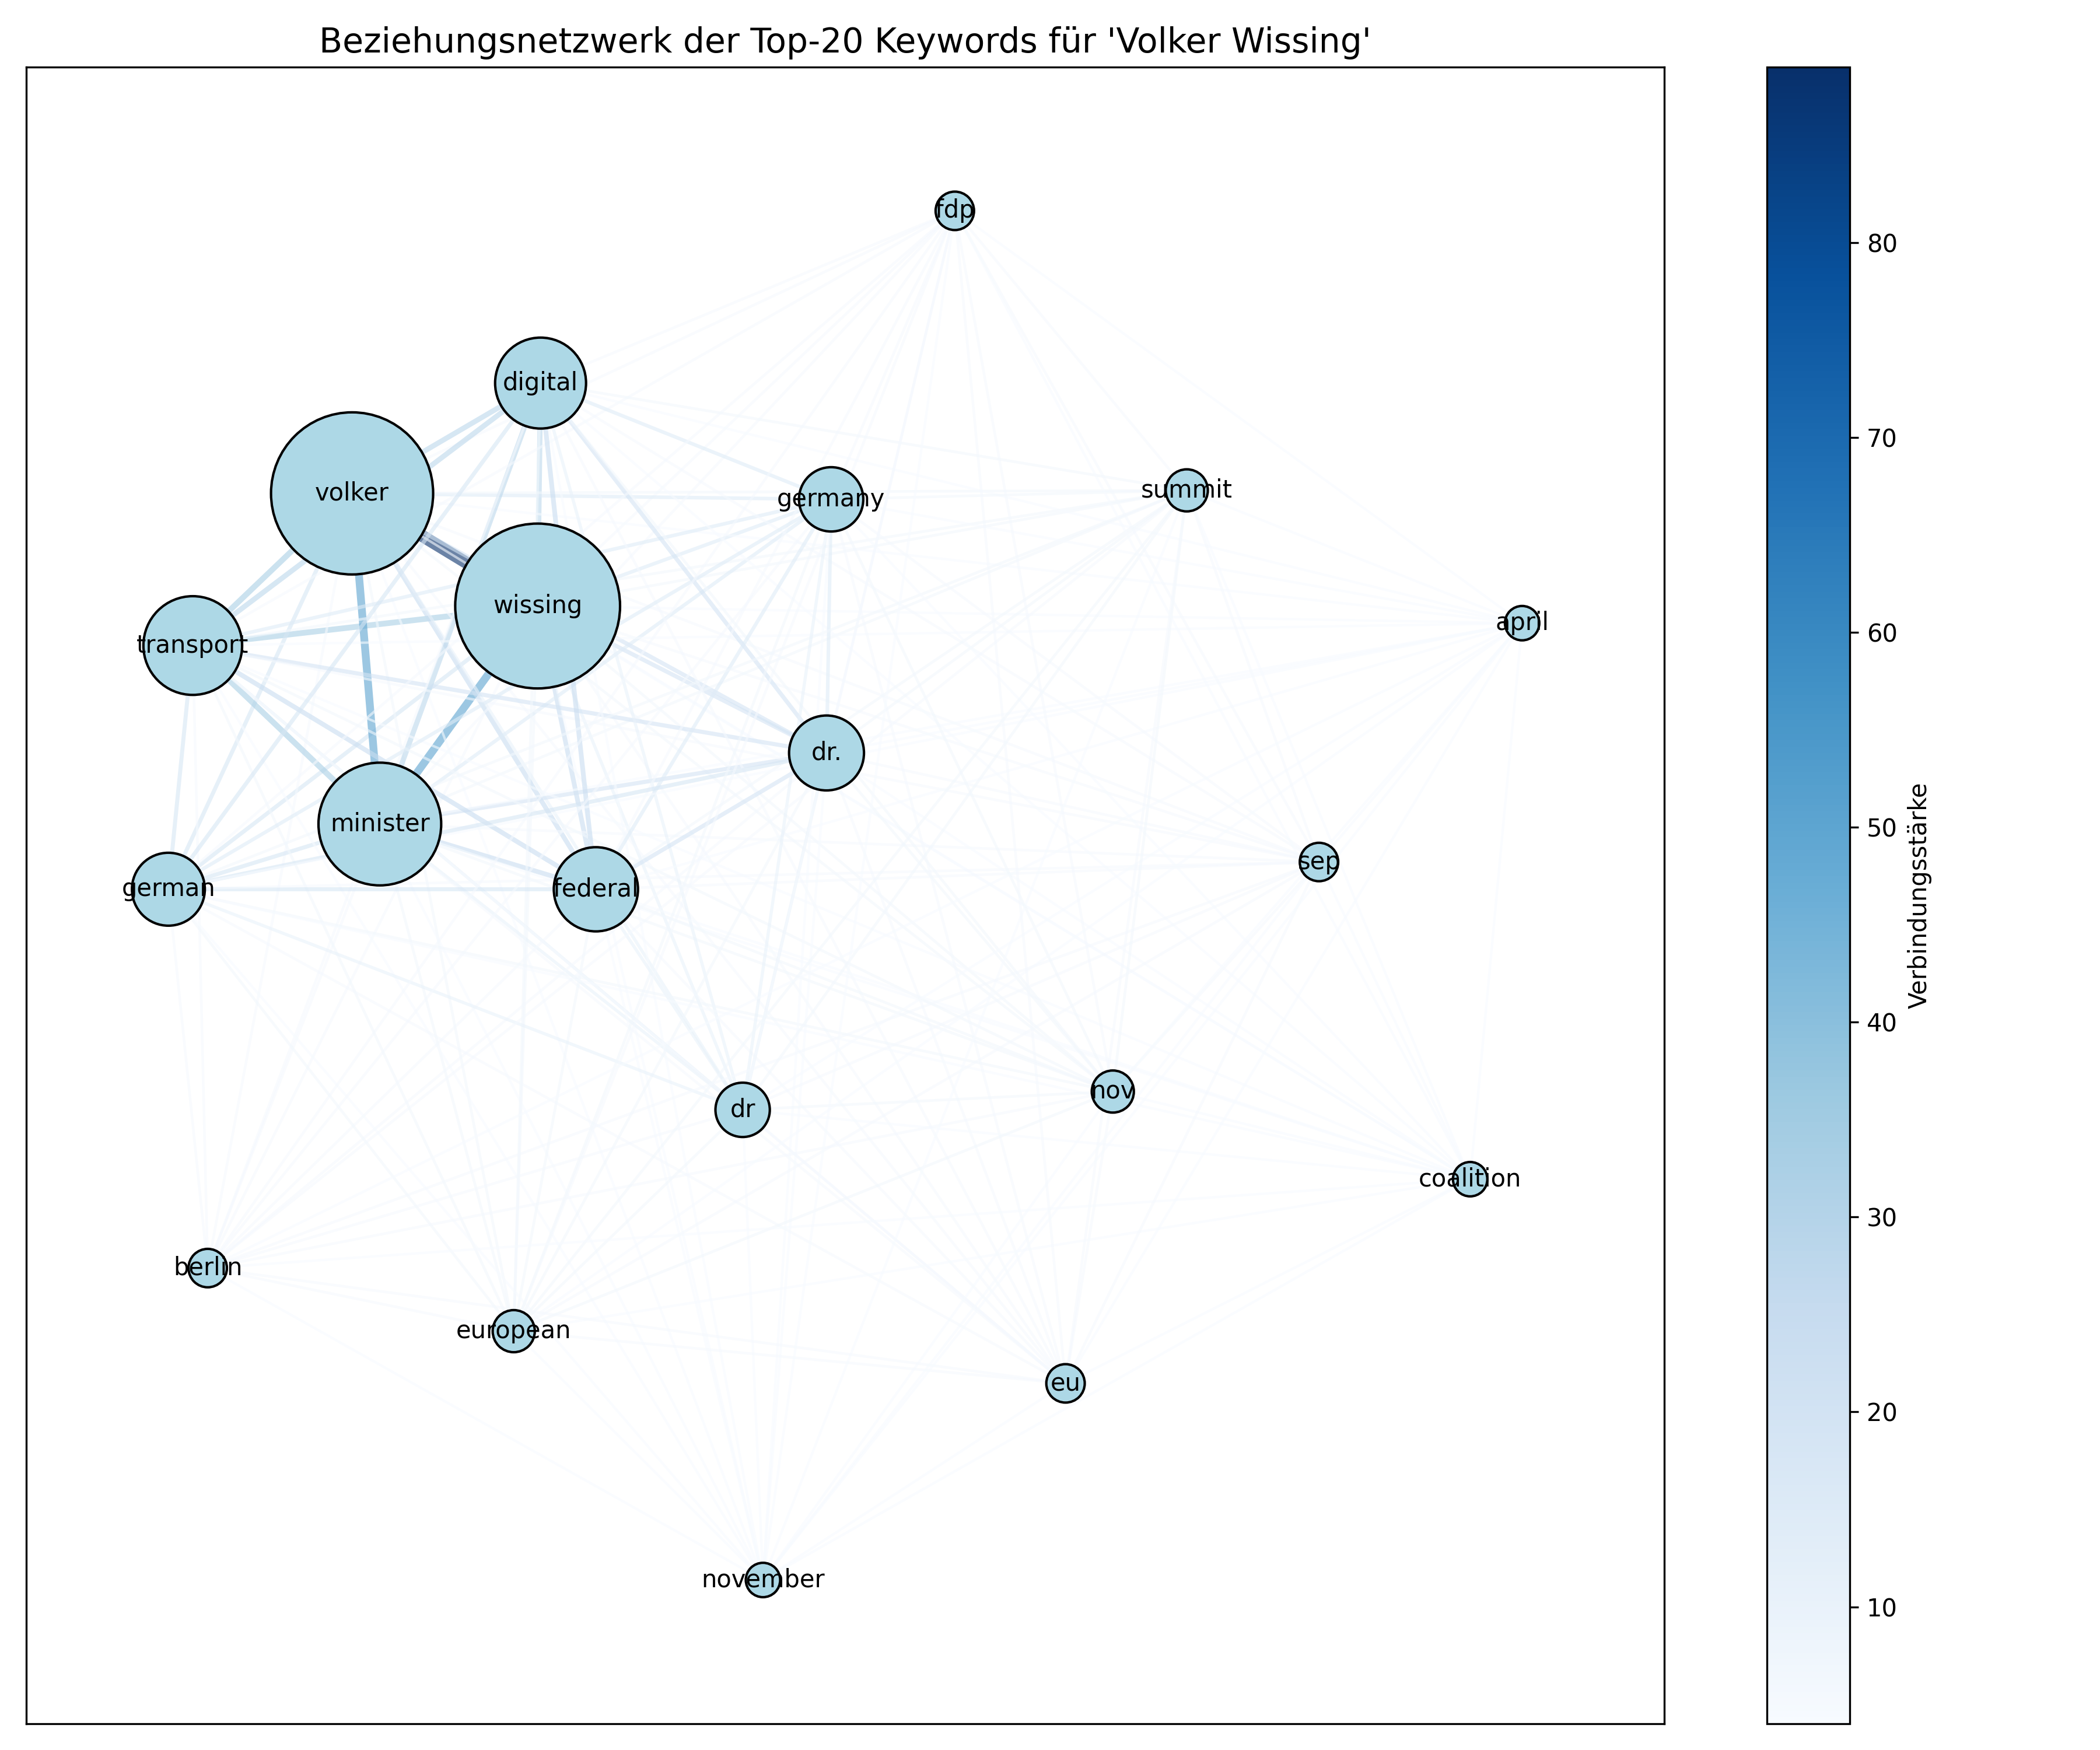 Beziehungsnetzwerk der Top-20 Keywords für 'Volker Wissing'
fdp
digital
volker
germany
summit
wissing
april
transport
dr.
minister
sep
german
federal
nov
dr
coalition
berlin
european
eu
november
80
70
60
50
40
30
20
10
Verbindungsstärke